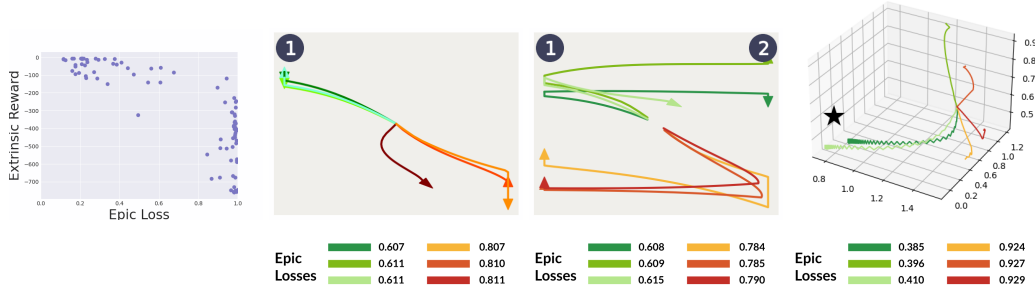 Extrinsic Reward
0
−100
−200
−300
−400
−500
−600
−700
0.0 0.2 0.4 0.6 0.8 1.0
Epic Loss
1
1 2
0.9
0.8
0.7
0.6
0.5
0.8 1.0 1.2 1.4
0.0 0.2 0.4 0.6 0.8 1.0 1.2
Epic
Losses
0.607 0.807
0.611 0.810
0.611 0.811
Epic
Losses
0.608 0.784
0.609 0.785
0.615 0.790
Epic
Losses
0.385 0.924
0.396 0.927
0.410 0.929